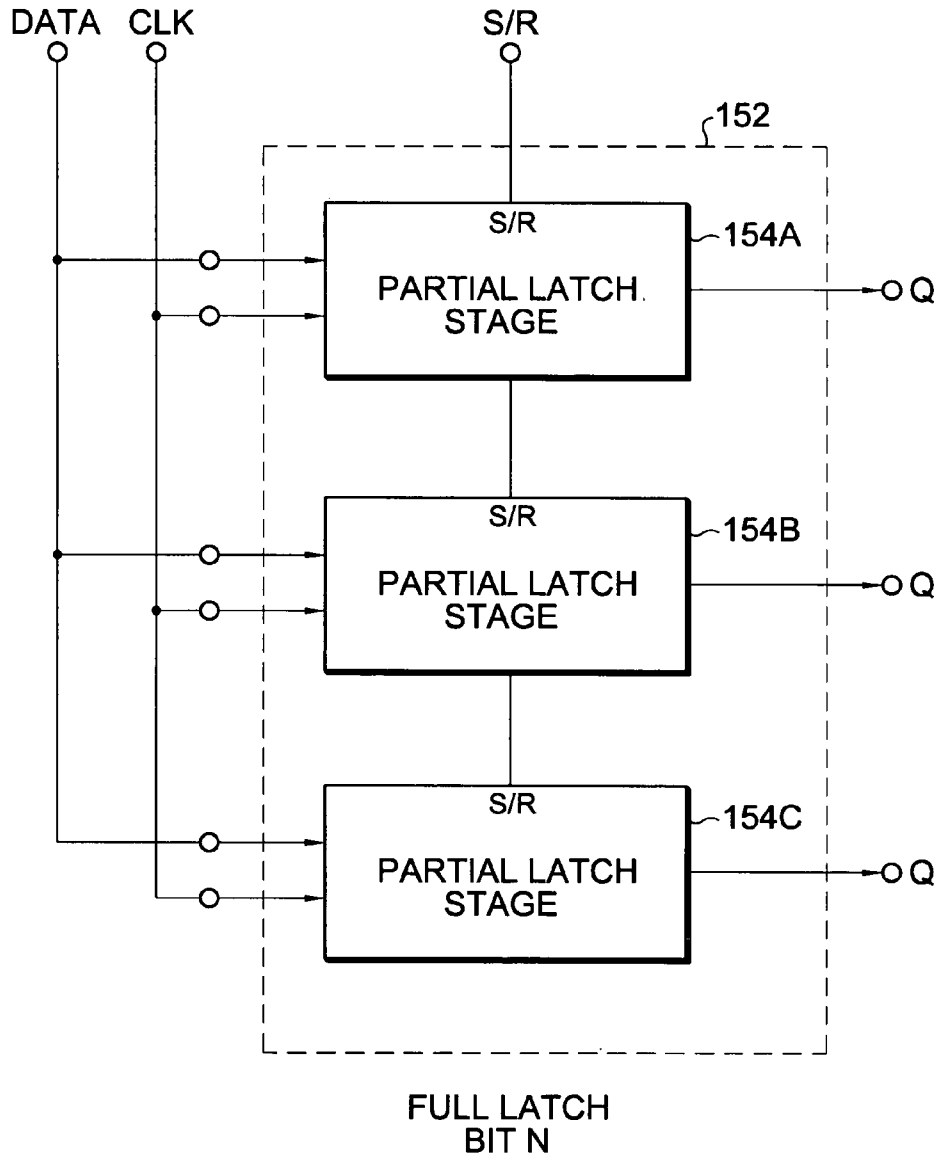 DATA CLK S/R
152
S/R
154A
PARTIAL LATCH
STAGE
Q
S/R
154B
PARTIAL LATCH
STAGE
Q
S/R
154C
PARTIAL LATCH
STAGE
Q
FULL LATCH
BIT N